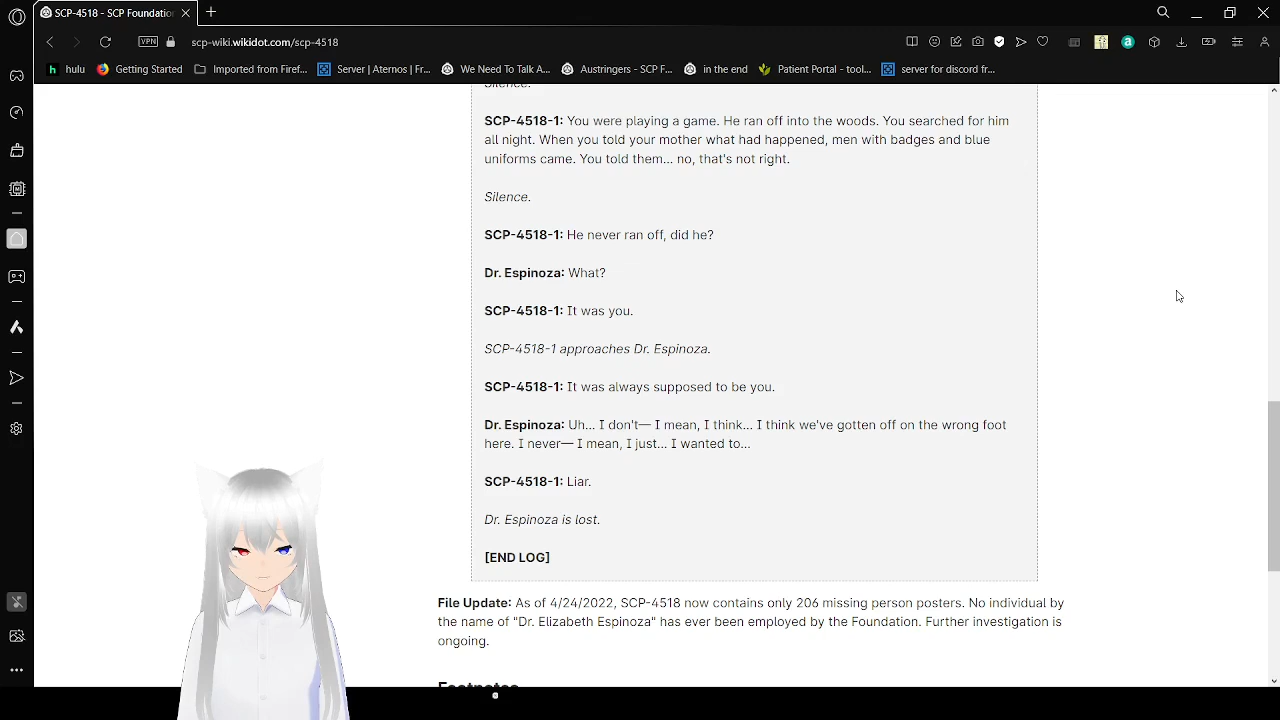 SCP-4518 - SCP Foundation
VPN
scp-wiki.wikidot.com/scp-4518
hulu
Getting Started
Imported from Firef...
Server | Aternos | Fr...
We Need To Talk A...
Austringers - SCP F...
in the end
Patient Portal - tool...
server for discord fr...
Silence.
SCP-4518-1: You were playing a game. He ran off into the woods. You searched for him
all night. When you told your mother what had happened, men with badges and blue
uniforms came. You told them... no, that's not right.
Silence.
SCP-4518-1: He never ran off, did he?
Dr. Espinoza: What?
SCP-4518-1: It was you.
SCP-4518-1 approaches Dr. Espinoza.
SCP-4518-1: It was always supposed to be you.
Dr. Espinoza: Uh... I don't— I mean, I think... I think we've gotten off on the wrong foot
here. I never— I mean, I just... I wanted to...
SCP-4518-1: Liar.
Dr. Espinoza is lost.
[END LOG]
File Update: As of 4/24/2022, SCP-4518 now contains only 206 missing person posters. No individual by
the name of "Dr. Elizabeth Espinoza" has ever been employed by the Foundation. Further investigation is
ongoing.
Footnotes